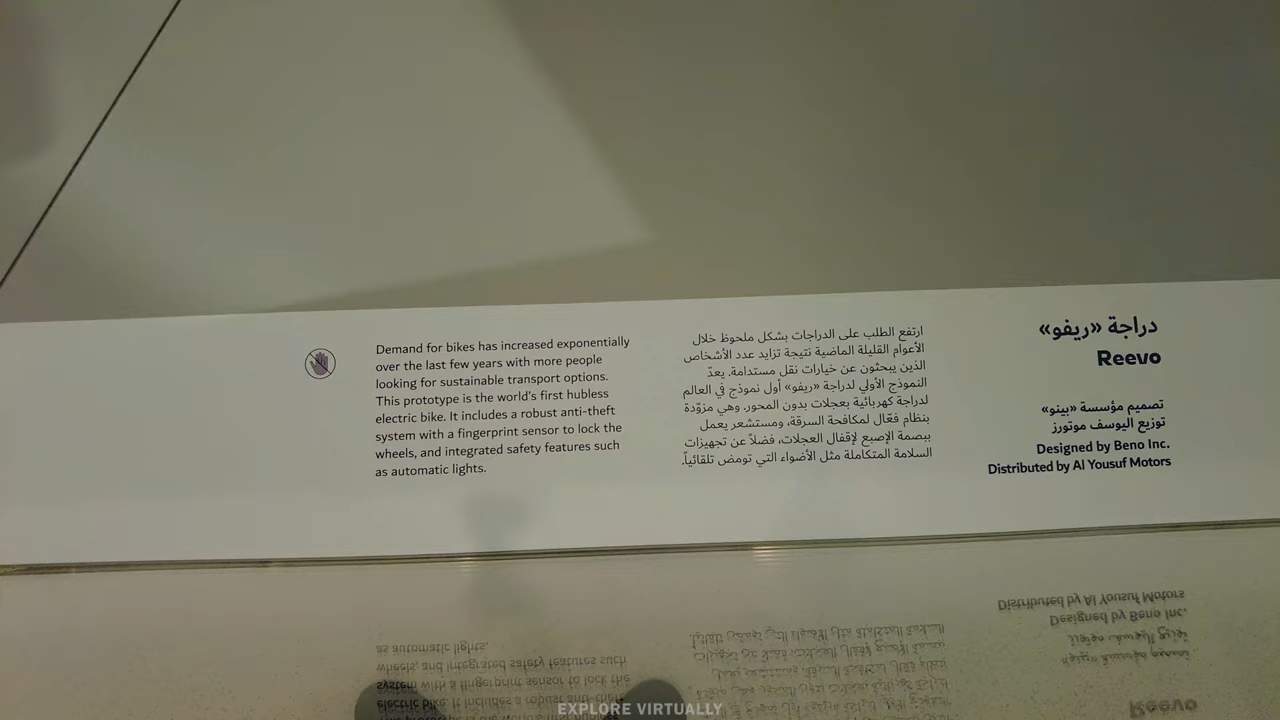 دراجة «ريفو»
Reevo
تصميم مؤسسة «بينو»
توزيع اليوسف موتورز
Designed by Beno Inc.
Distributed by Al Yousuf Motors
ارتفع الطلب على الدراجات بشكل ملحوظ خلال
الأعوام القليلة الماضية نتيجة تزايد عدد الأشخاص
الذين يبحثون عن خيارات نقل مستدامة. يعدّ
النموذج الأولي لدراجة «ريفو» أول نموذج في العالم
لدراجة كهربائية بعجلات بدون المحور. وهي مزوّدة
بنظام فعّال لمكافحة السرقة، ومستشعر يعمل
ببصمة الإصبع لإقفال العجلات، فضلاً عن تجهيزات
السلامة المتكاملة مثل الأضواء التي تومض تلقائياً.
Demand for bikes has increased exponentially
over the last few years with more people
looking for sustainable transport options.
This prototype is the world's first hubless
electric bike. It includes a robust anti-theft
system with a fingerprint sensor to lock the
wheels, and integrated safety features such
as automatic lights.
EXPLORE VIRTUALLY